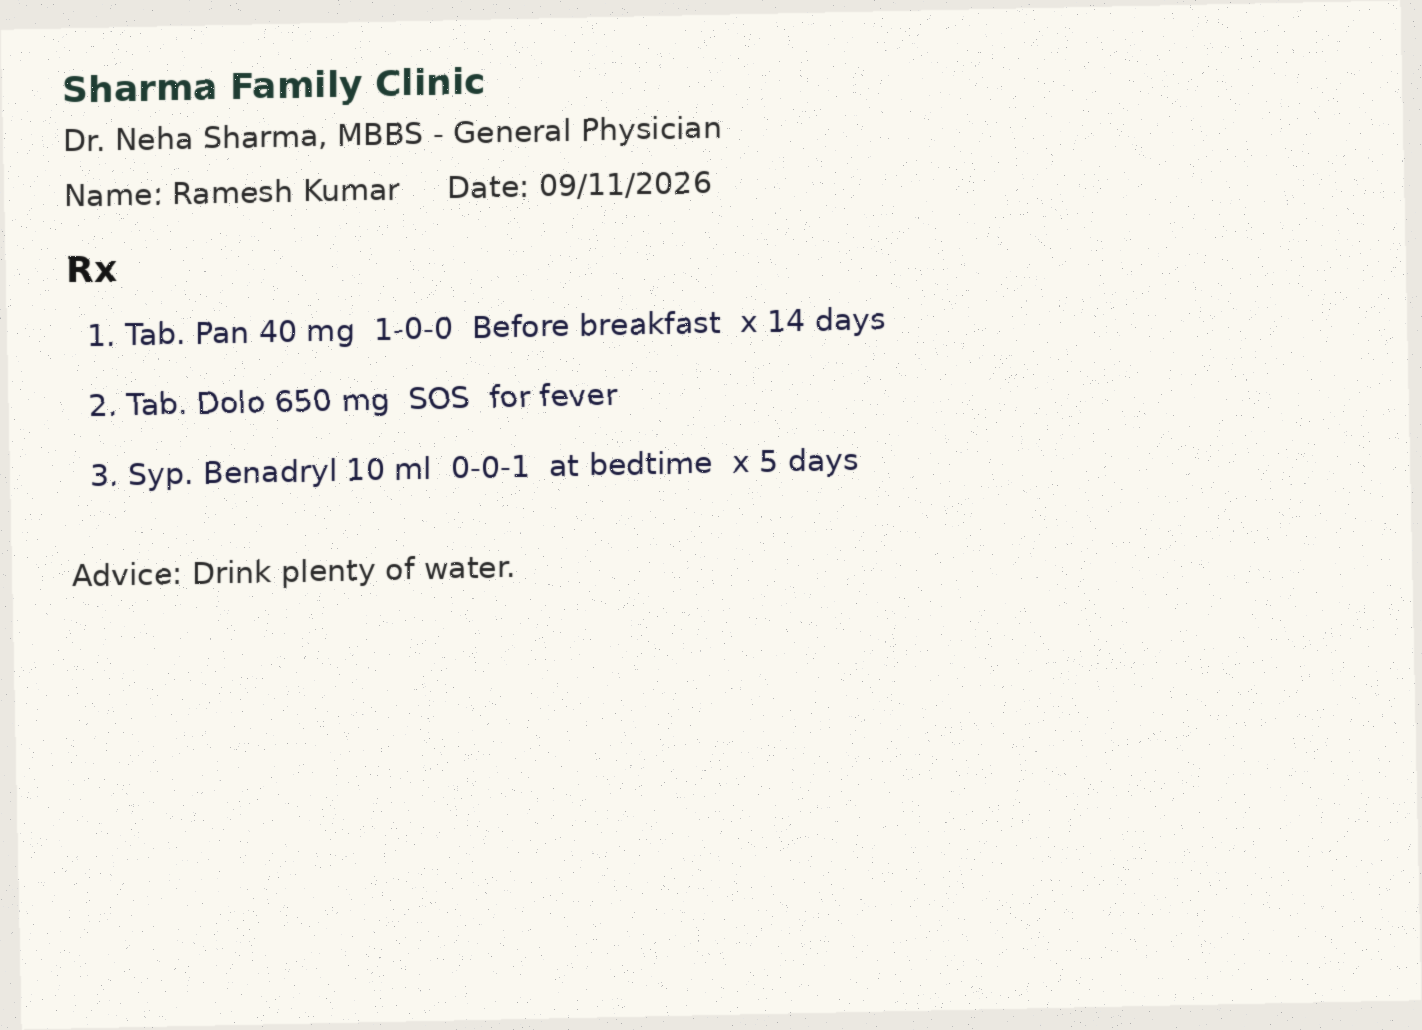 Sharma Family Clinic
Dr. Neha Sharma, MBBS - General Physician
Name: Ramesh Kumar Date: 09/11/2026
Rx
1. Tab. Pan 40 mg 1-0-0 Before breakfast x 14 days
2. Tab. Dolo 650 mg SOS for fever
3. Syp. Benadryl 10 ml 0-0-1 at bedtime x 5 days
Advice: Drink plenty of water.